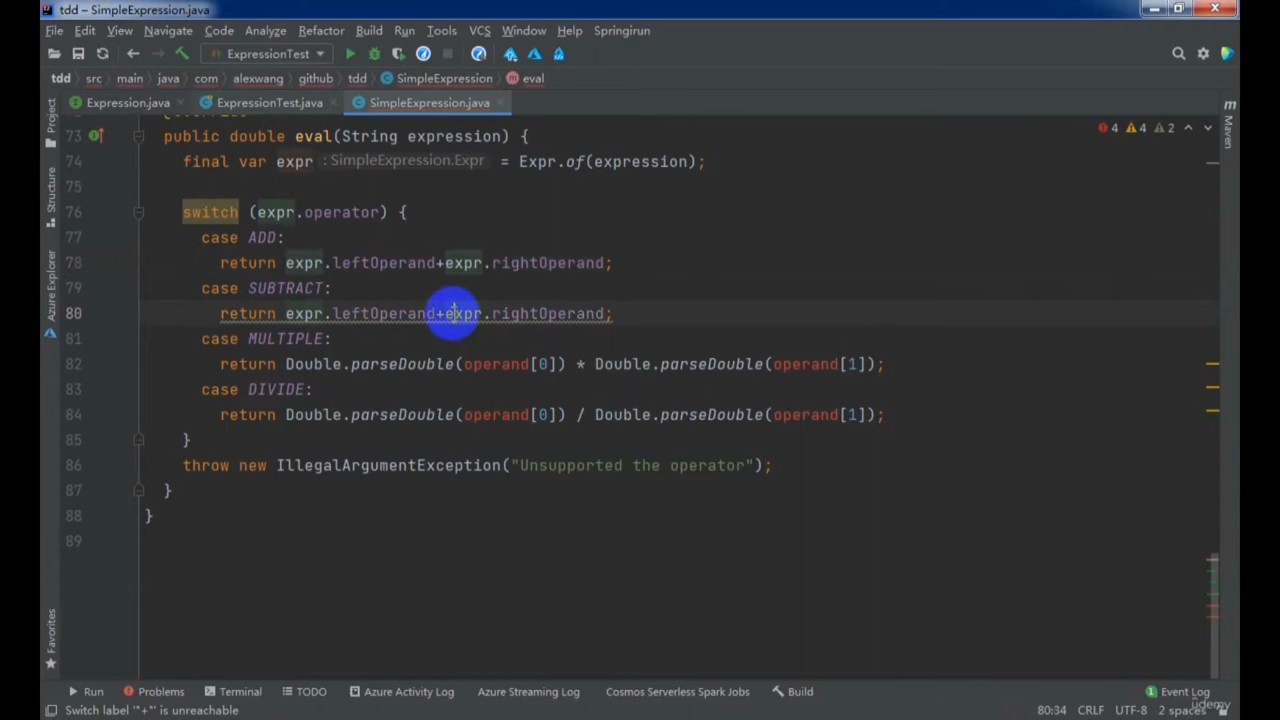 tdd – SimpleExpression.java
File Edit View Navigate Code Analyze Refactor Build Run Tools VCS Window Help Springirun
ExpressionTest
tdd src main java com alexwang github tdd SimpleExpression eval
Expression.java ExpressionTest.java SimpleExpression.java
4 4 2
73 public double eval(String expression) {
74 final var expr : SimpleExpression.Expr = Expr.of(expression);
75
76 switch (expr.operator) {
77 case ADD:
78 return expr.leftOperand+expr.rightOperand;
79 case SUBTRACT:
80 return expr.leftOperand+expr.rightOperand;
81 case MULTIPLE:
82 return Double.parseDouble(operand[0]) * Double.parseDouble(operand[1]);
83 case DIVIDE:
84 return Double.parseDouble(operand[0]) / Double.parseDouble(operand[1]);
85 }
86 throw new IllegalArgumentException("Unsupported the operator");
87 }
88 }
89
Project
Structure
Azure Explorer
Favorites
Maven
Run Problems Terminal TODO Azure Activity Log Azure Streaming Log Cosmos Serverless Spark Jobs Build 1 Event Log
Switch label '"+"' is unreachable 80:34 CRLF UTF-8 2 spaces
udemy